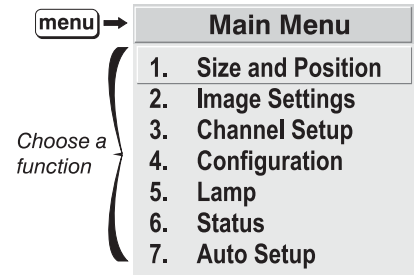 menu
Main Menu
1. Size and Position
2. Image Settings
3. Channel Setup
4. Configuration
5. Lamp
6. Status
7. Auto Setup
Choose a
function